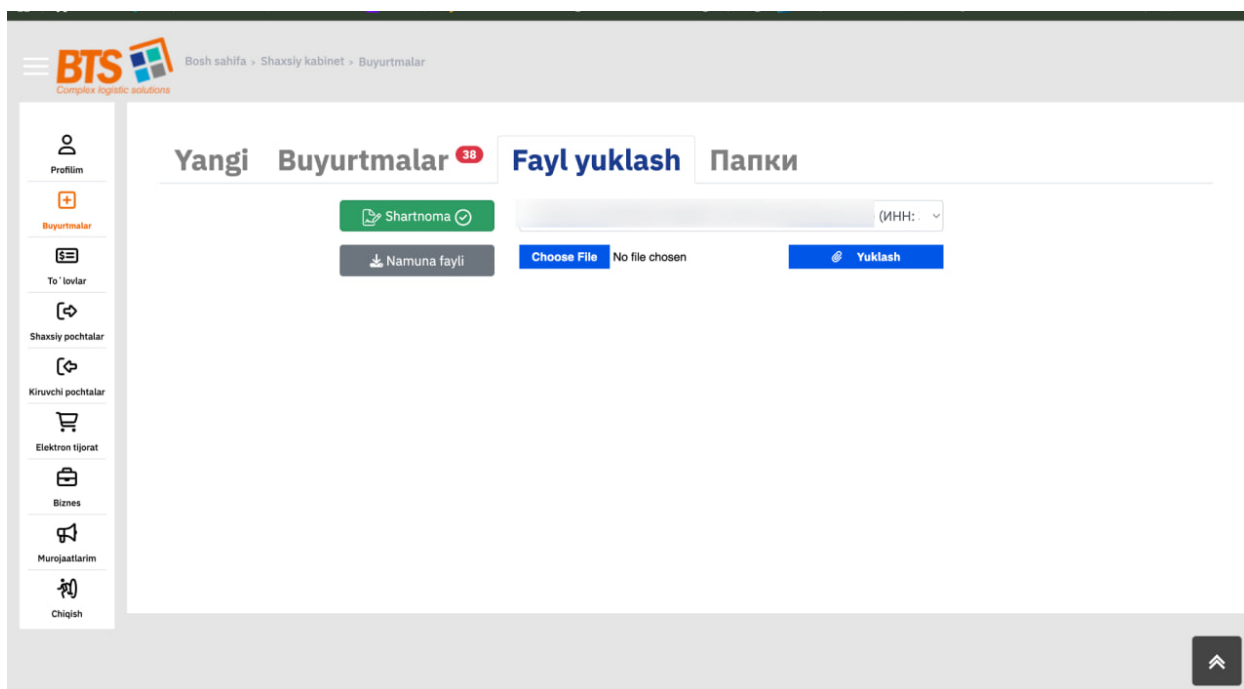 BTS
Complex logistic solutions
Bosh sahifa > Shaxsiy kabinet > Buyurtmalar
Profilim
Buyurtmalar
To`lovlar
Shaxsiy pochtalar
Kiruvchi pochtalar
Elektron tijorat
Biznes
Murojaatlarim
Chiqish
Yangi Buyurtmalar 38 Fayl yuklash Папки
Shartnoma (ИНН:
Namuna fayli Choose File No file chosen Yuklash